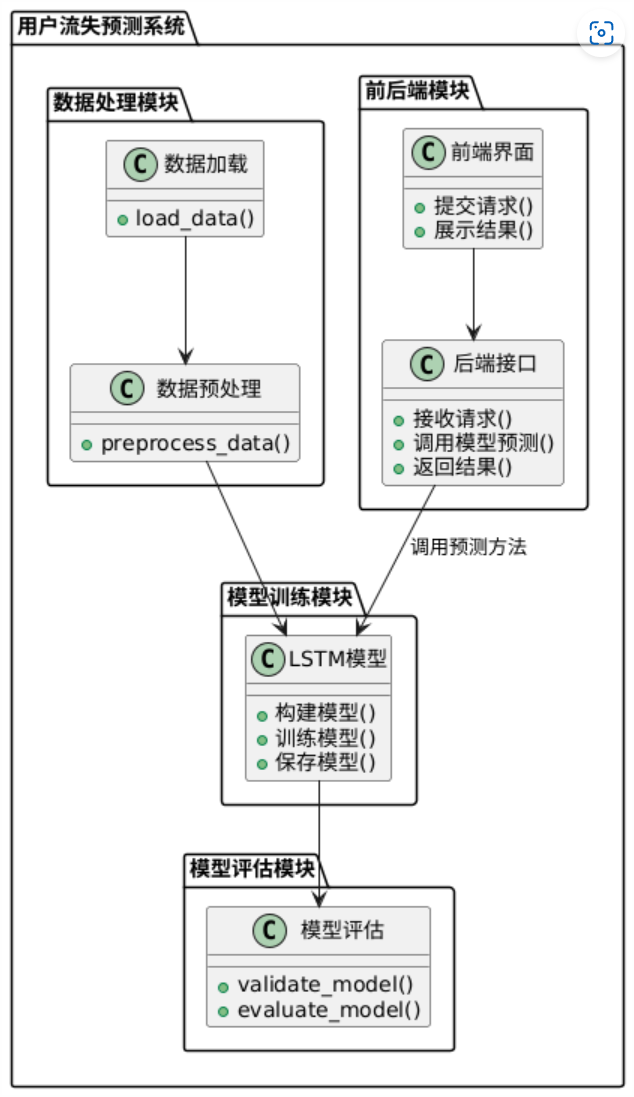 用户流失预测系统
数据处理模块
C 数据加载
load_data()
C 数据预处理
preprocess_data()
前后端模块
C 前端界面
提交请求()
展示结果()
C 后端接口
接收请求()
调用模型预测()
返回结果()
调用预测方法
模型训练模块
C LSTM模型
构建模型()
训练模型()
保存模型()
模型评估模块
C 模型评估
validate_model()
evaluate_model()